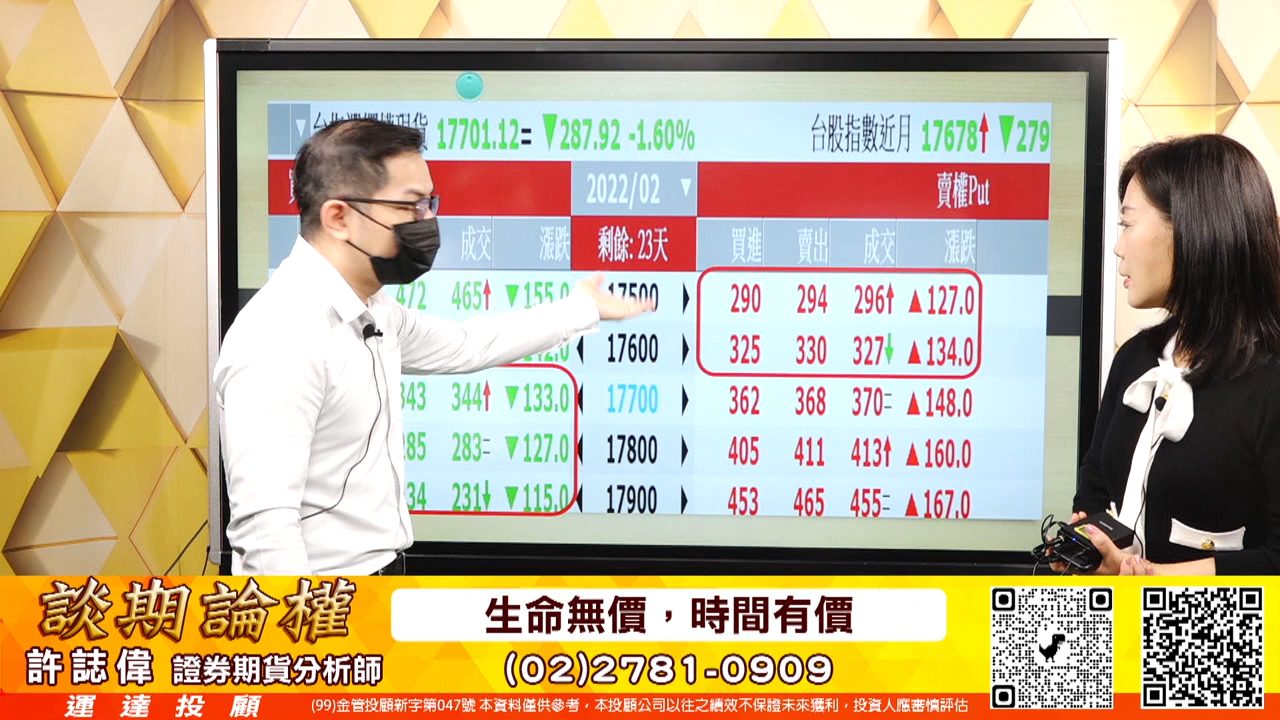 現貨 17701.12= ▼287.92 -1.60% 台股指數近月 17678↑ ▼279
2022/02 ▼ 賣權Put
成交 漲跌 剩餘: 23天 買進 賣出 成交 漲跌
472 465↑ ▼155.0 17500 290 294 296↑ ▲127.0
17600 325 330 327↓ ▲134.0
343 344↑ ▼133.0 17700 362 368 370= ▲148.0
285 283= ▼127.0 17800 405 411 413↑ ▲160.0
234 231↓ ▼115.0 17900 453 465 455= ▲167.0
談期論權
許誌偉 證券期貨分析師
生命無價，時間有價
(02)2781-0909
運達投顧
(99)金管投顧新字第047號 本資料僅供參考，本投顧公司以往之績效不保證未來獲利，投資人應審慎評估